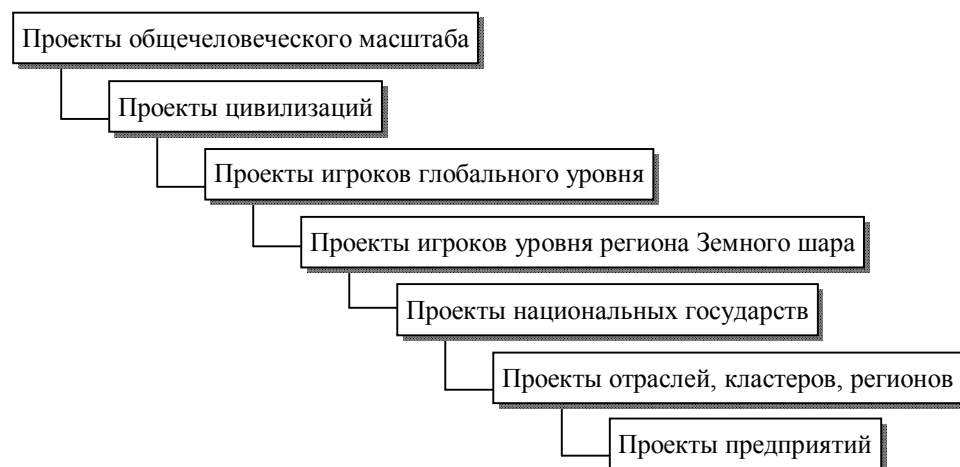 Проекты общечеловеческого масштаба
Проекты цивилизаций
Проекты игроков глобального уровня
Проекты игроков уровня региона Земного шара
Проекты национальных государств
Проекты отраслей, кластеров, регионов
Проекты предприятий